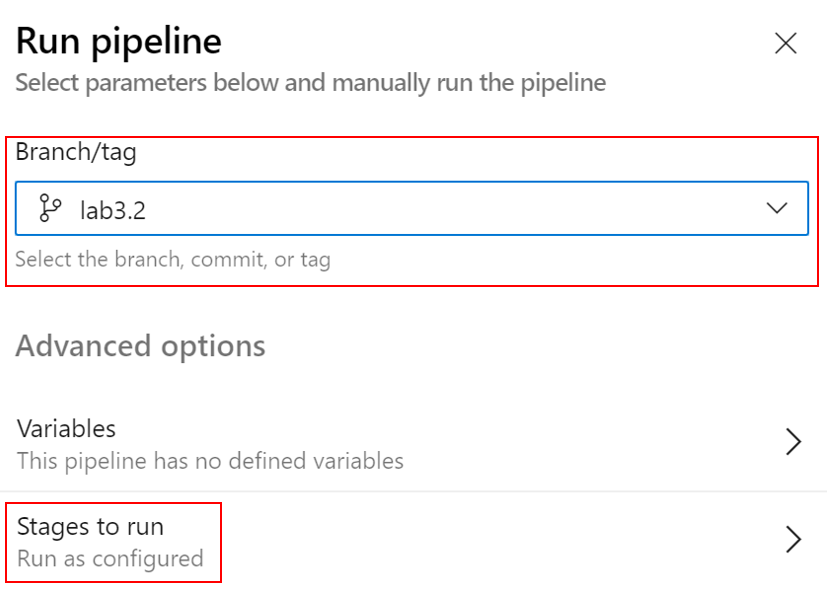 Run pipeline
Select parameters below and manually run the pipeline
Branch/tag
lab3.2
Select the branch, commit, or tag
Advanced options
Variables
This pipeline has no defined variables
Stages to run
Run as configured